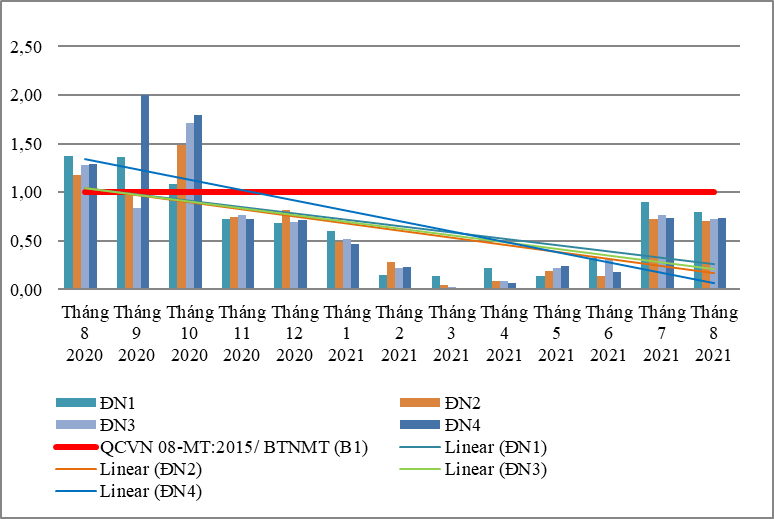 2,50
2,00
1,50
1,00
0,50
0,00
Tháng Tháng Tháng Tháng Tháng Tháng Tháng Tháng Tháng Tháng Tháng Tháng Tháng
8 9 10 11 12 1 2 3 4 5 6 7 8
2020 2020 2020 2020 2020 2021 2021 2021 2021 2021 2021 2021 2021
ĐN1 ĐN2
ĐN3 ĐN4
QCVN 08-MT:2015/ BTNMT (B1) Linear (ĐN1)
Linear (ĐN2) Linear (ĐN3)
Linear (ĐN4)